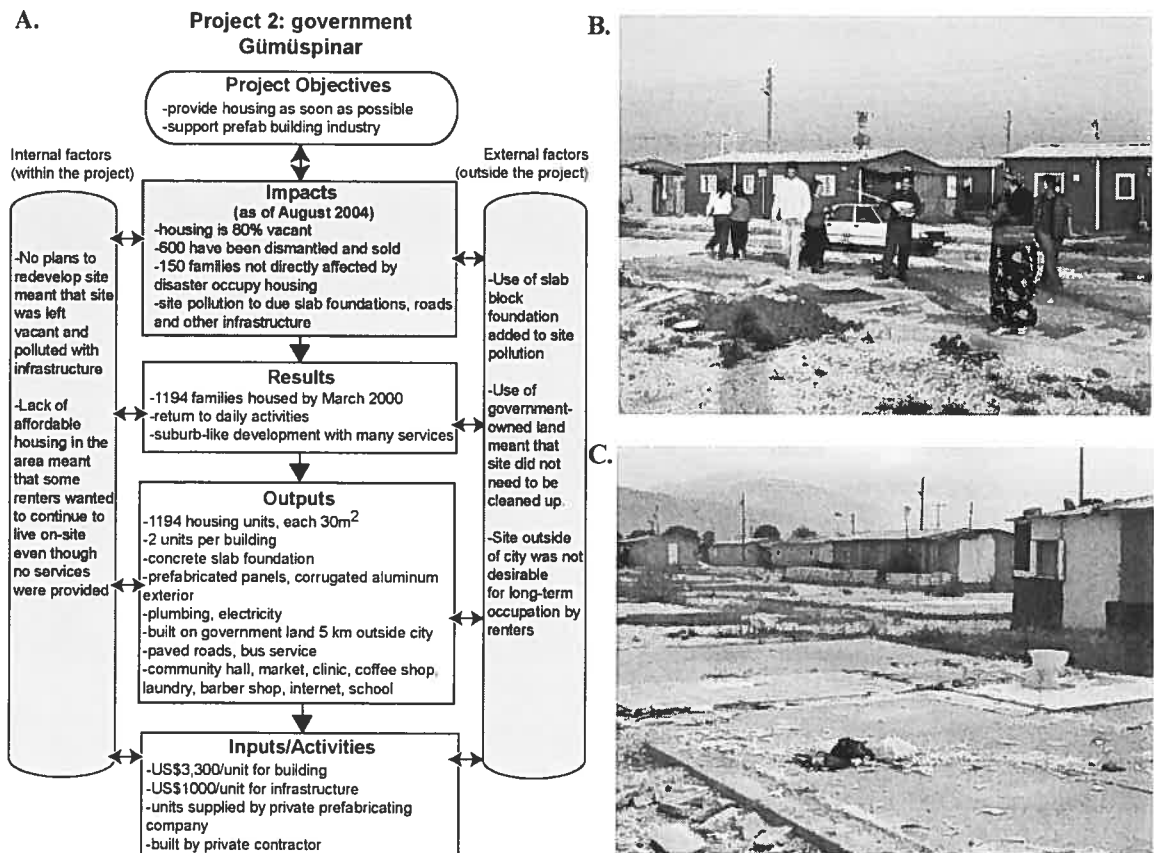 A.
Project 2: government
Gümüspinar
B.
Project Objectives
-provide housing as soon as possible
-support prefab building industry
Internal factors
(within the project)
External factors
(outside the project)
Impacts
(as of August 2004)
-housing is 80% vacant
-600 have been dismantled and sold
-150 families not directly affected by
disaster occupy housing
-site pollution to due slab foundations, roads
and other infrastructure
-No plans to
redevelop site
meant that site
was left
vacant and
polluted with
infrastructure
-Lack of
affordable
housing in the
area meant
that some
renters wanted
to continue to
live on-site
even though
no services
were provided
-Use of slab
block
foundation
added to site
pollution
-Use of
government-
owned land
meant that
site did not
need to be
cleaned up.
-Site outside
of city was not
desirable
for long-term
occupation by
renters
Results
-1194 families housed by March 2000
-return to daily activities
-suburb-like development with many services
C.
Outputs
-1194 housing units, each 30m²
-2 units per building
-concrete slab foundation
-prefabricated panels, corrugated aluminum
exterior
-plumbing, electricity
-built on government land 5 km outside city
-paved roads, bus service
-community hall, market, clinic, coffee shop,
laundry, barber shop, internet, school
Inputs/Activities
-US$3,300/unit for building
-US$1000/unit for infrastructure
-units supplied by private prefabricating
company
-built by private contractor